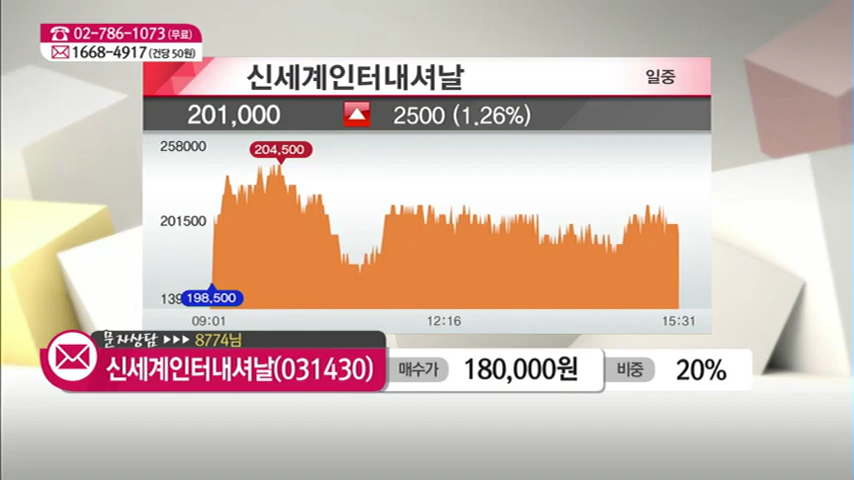 02-786-1073 (무료)
1668-4917 (건당 50원)
신세계인터내셔날
일중
201,000 2500 (1.26%)
258000
204,500
201500
139
198,500
09:01 12:16 15:31
문자상담 8774님
신세계인터내셔날(031430) 매수가 180,000원 비중 20%